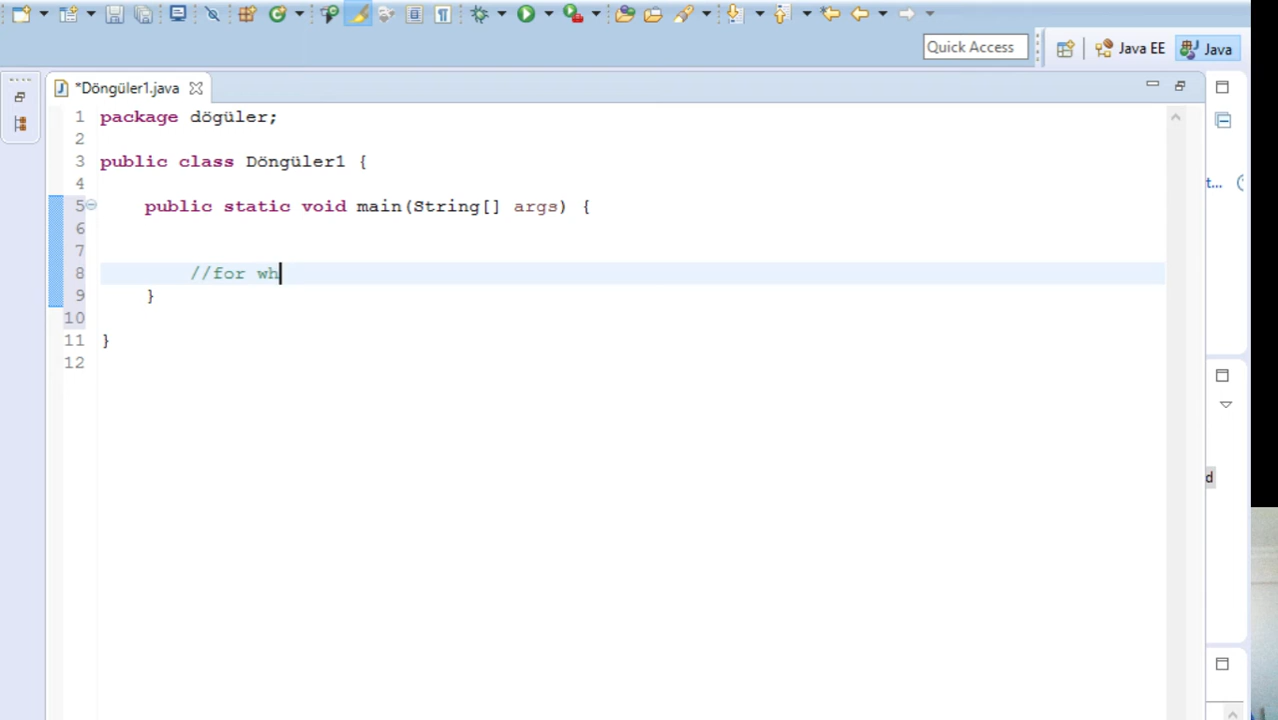 Quick Access
Java EE
Java
*Döngüler1.java
1 package dögüler;
2
3 public class Döngüler1 {
4
5 public static void main(String[] args) {
6
7
8 //for wh
9 }
10
11 }
12
t...
d